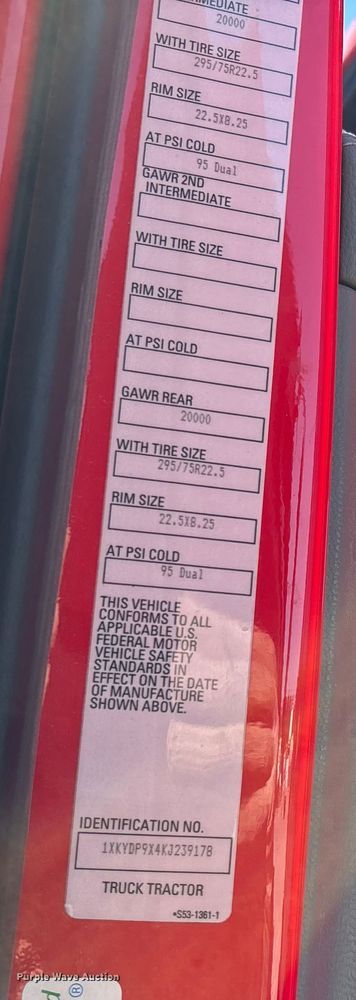 MEDIATE
20000
WITH TIRE SIZE
295/75R22.5
RIM SIZE
22.5X8.25
AT PSI COLD
95 Dual
GAWR 2ND
INTERMEDIATE
WITH TIRE SIZE
RIM SIZE
AT PSI COLD
GAWR REAR
20000
WITH TIRE SIZE
295/75R22.5
RIM SIZE
22.5X8.25
AT PSI COLD
95 Dual
THIS VEHICLE
CONFORMS TO ALL
APPLICABLE U.S.
FEDERAL MOTOR
VEHICLE SAFETY
STANDARDS IN
EFFECT ON THE DATE
OF MANUFACTURE
SHOWN ABOVE.
IDENTIFICATION NO.
1XKYDP9X4KJ239178
TRUCK TRACTOR
•S53-1361-1
Purple Wave Auction
d ®